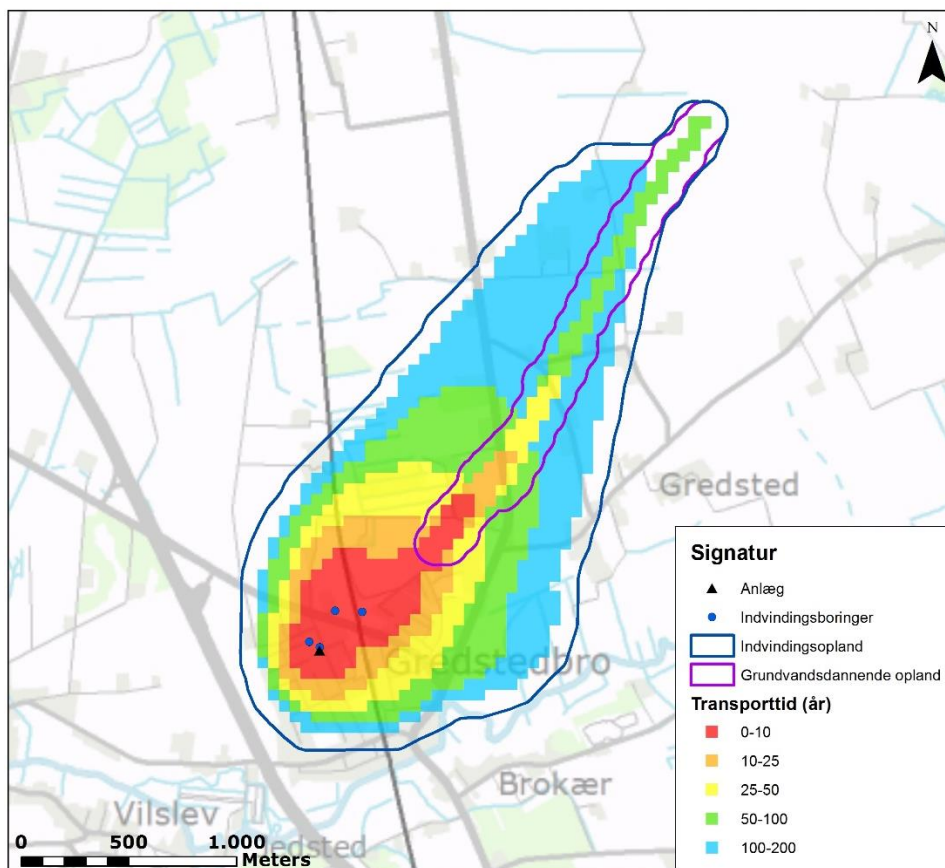 N
Gredsted
Gredstedbro
Brokær
Vilslev
0 500 1.000
Meters
Signatur
Anlæg
Indvindingsboringer
Indvindingsopland
Grundvandsdannende opland
Transporttid (år)
0-10
10-25
25-50
50-100
100-200